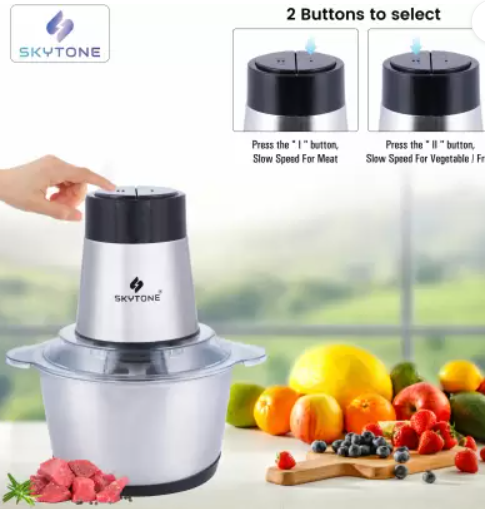 SKYTONE
2 Buttons to select
Press the " I " button,
Slow Speed For Meat
Press the " II " button,
Slow Speed For Vegetable / Fr
SKYTONE®